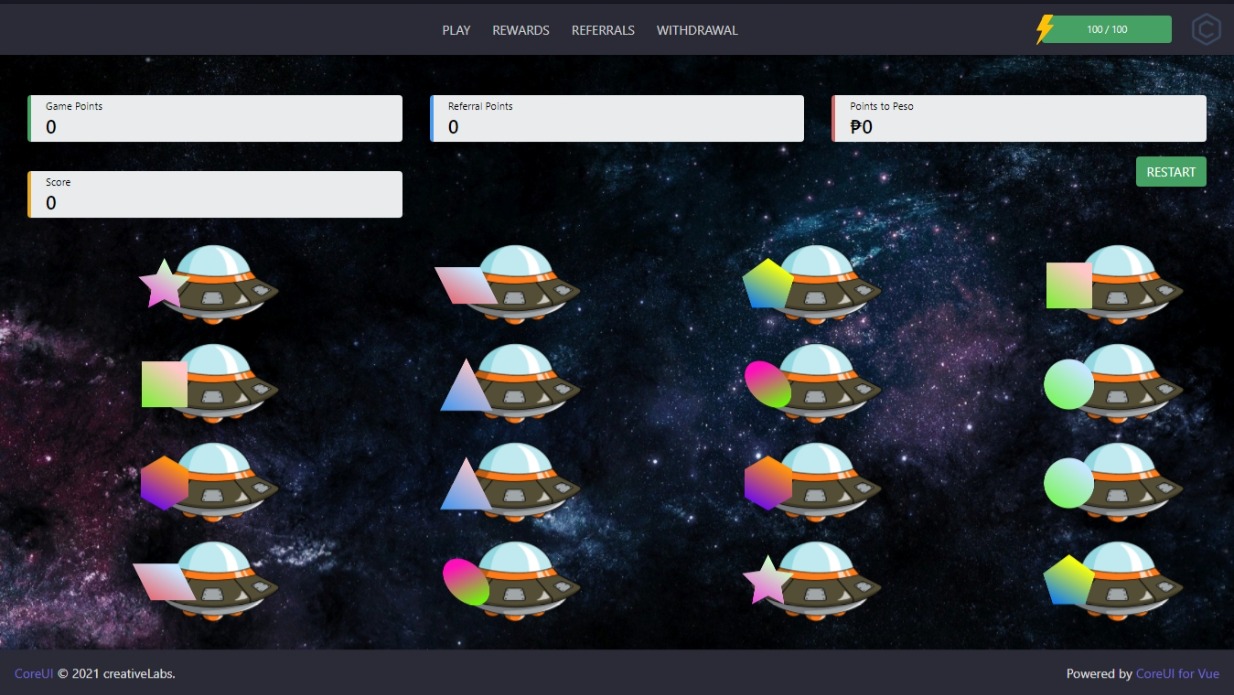 PLAY REWARDS REFERRALS WITHDRAWAL 100 / 100
Game Points
0
Referral Points
0
Points to Peso
₱0
Score
0
RESTART
CoreUI © 2021 creativeLabs.
Powered by CoreUI for Vue